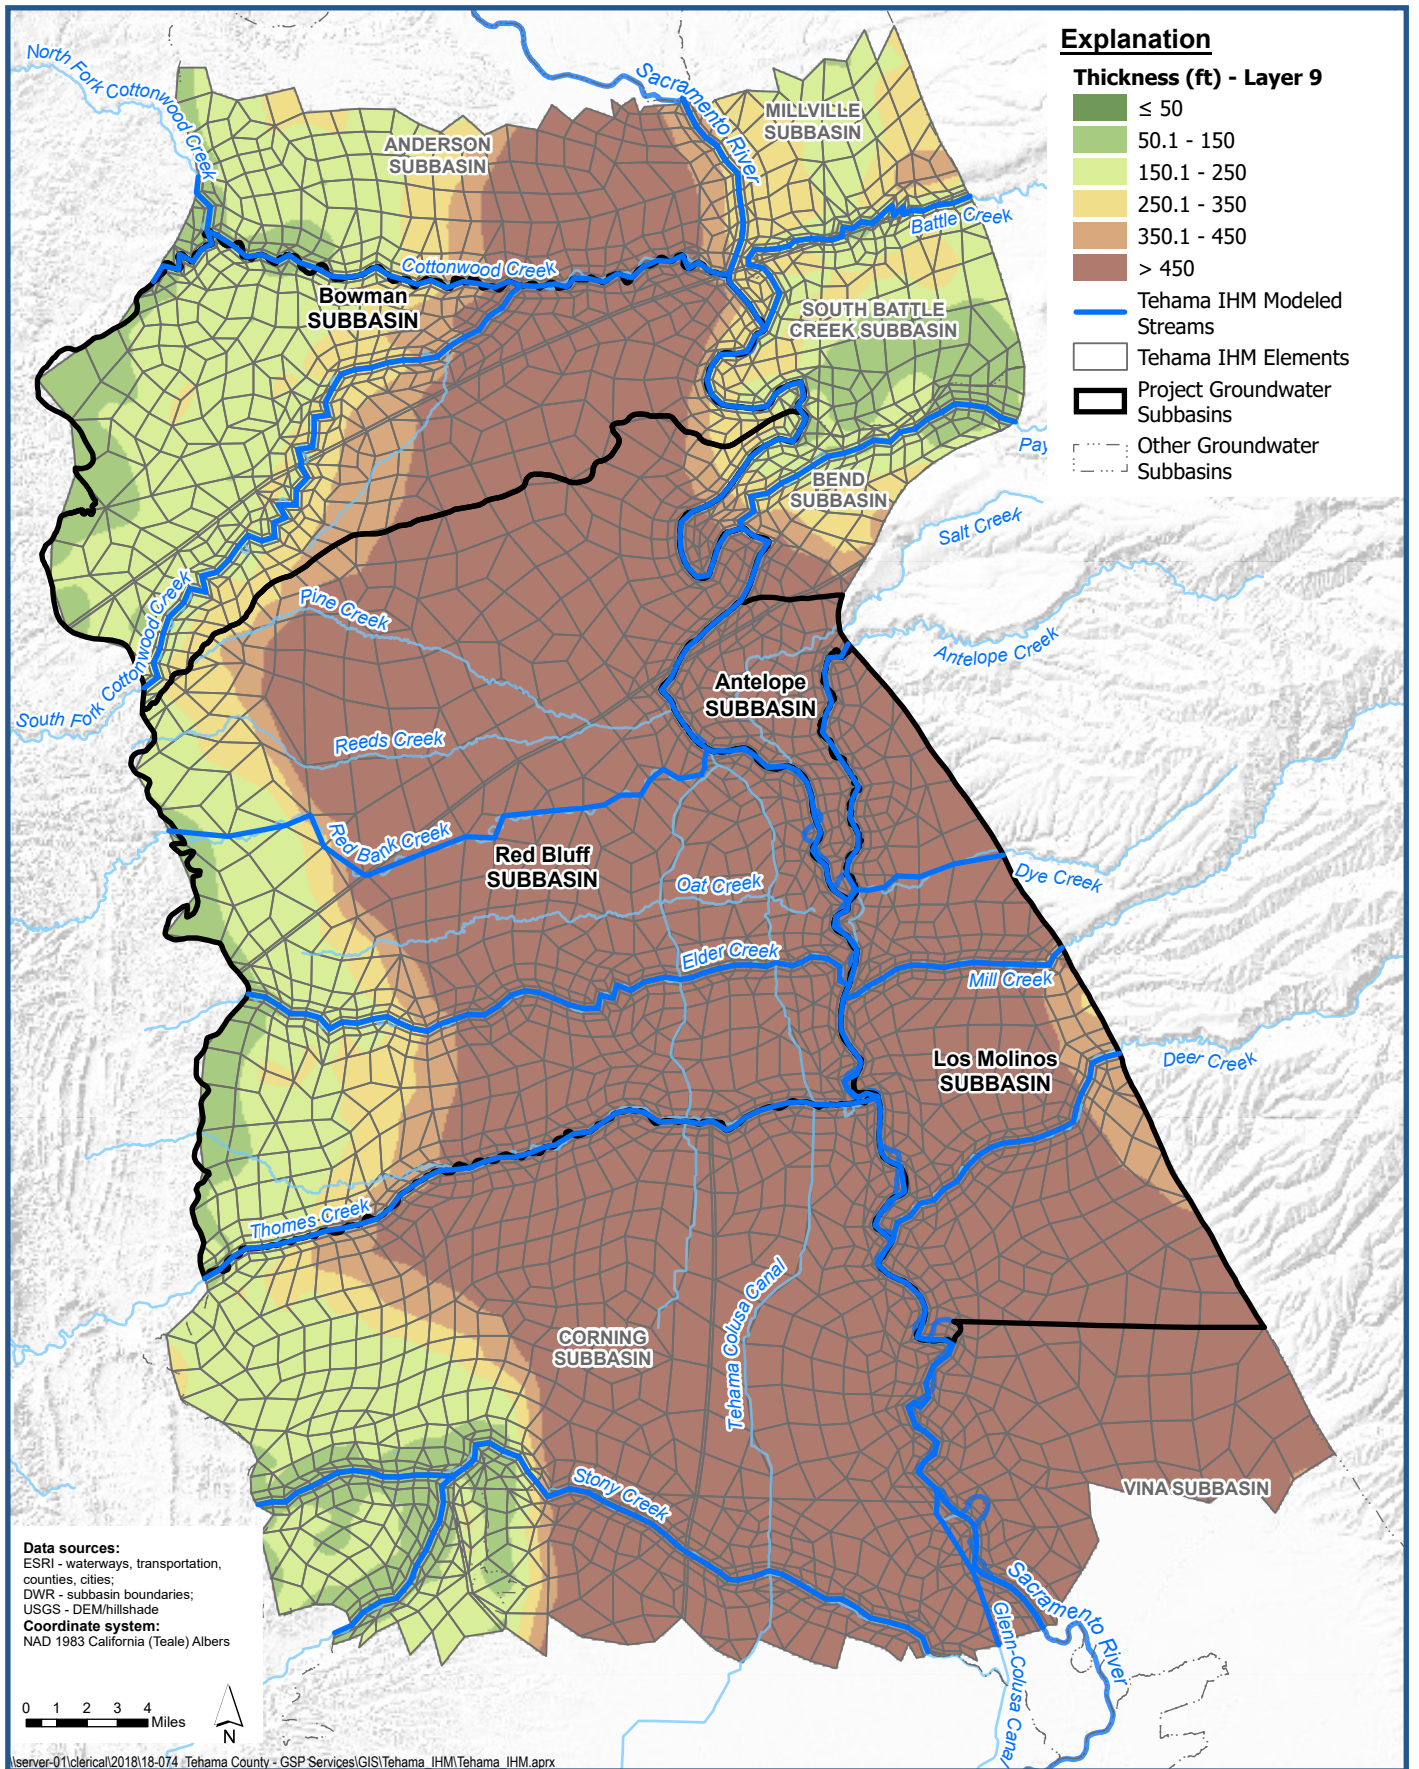 Explanation
Thickness (ft) - Layer 9
≤ 50
50.1 - 150
150.1 - 250
250.1 - 350
350.1 - 450
> 450
Tehama IHM Modeled
Streams
Tehama IHM Elements
Project Groundwater
Subbasins
Other Groundwater
Subbasins
North Fork Cottonwood Creek
Sacramento River
MILLVILLE
SUBBASIN
ANDERSON
SUBBASIN
Battle Creek
Cottonwood Creek
Bowman
SUBBASIN
SOUTH BATTLE
CREEK SUBBASIN
Pay
BEND
SUBBASIN
Salt Creek
Pine Creek
Antelope Creek
South Fork Cottonwood Creek
Antelope
SUBBASIN
Reeds Creek
Red Bank Creek
Red Bluff
SUBBASIN
Oat Creek
Dye Creek
Elder Creek
Mill Creek
Los Molinos
SUBBASIN
Deer Creek
Thomes Creek
Tehama Colusa Canal
CORNING
SUBBASIN
Stony Creek
VINA SUBBASIN
Sacramento River
Glenn-Colusa Canal
Data sources:
ESRI - waterways, transportation,
counties, cities;
DWR - subbasin boundaries;
USGS - DEM/hillshade
Coordinate system:
NAD 1983 California (Teale) Albers
0 1 2 3 4
Miles
N
\\server-01\clerical\2018\18-074_Tehama County - GSP Services\GIS\Tehama_IHM\Tehama_IHM.aprx